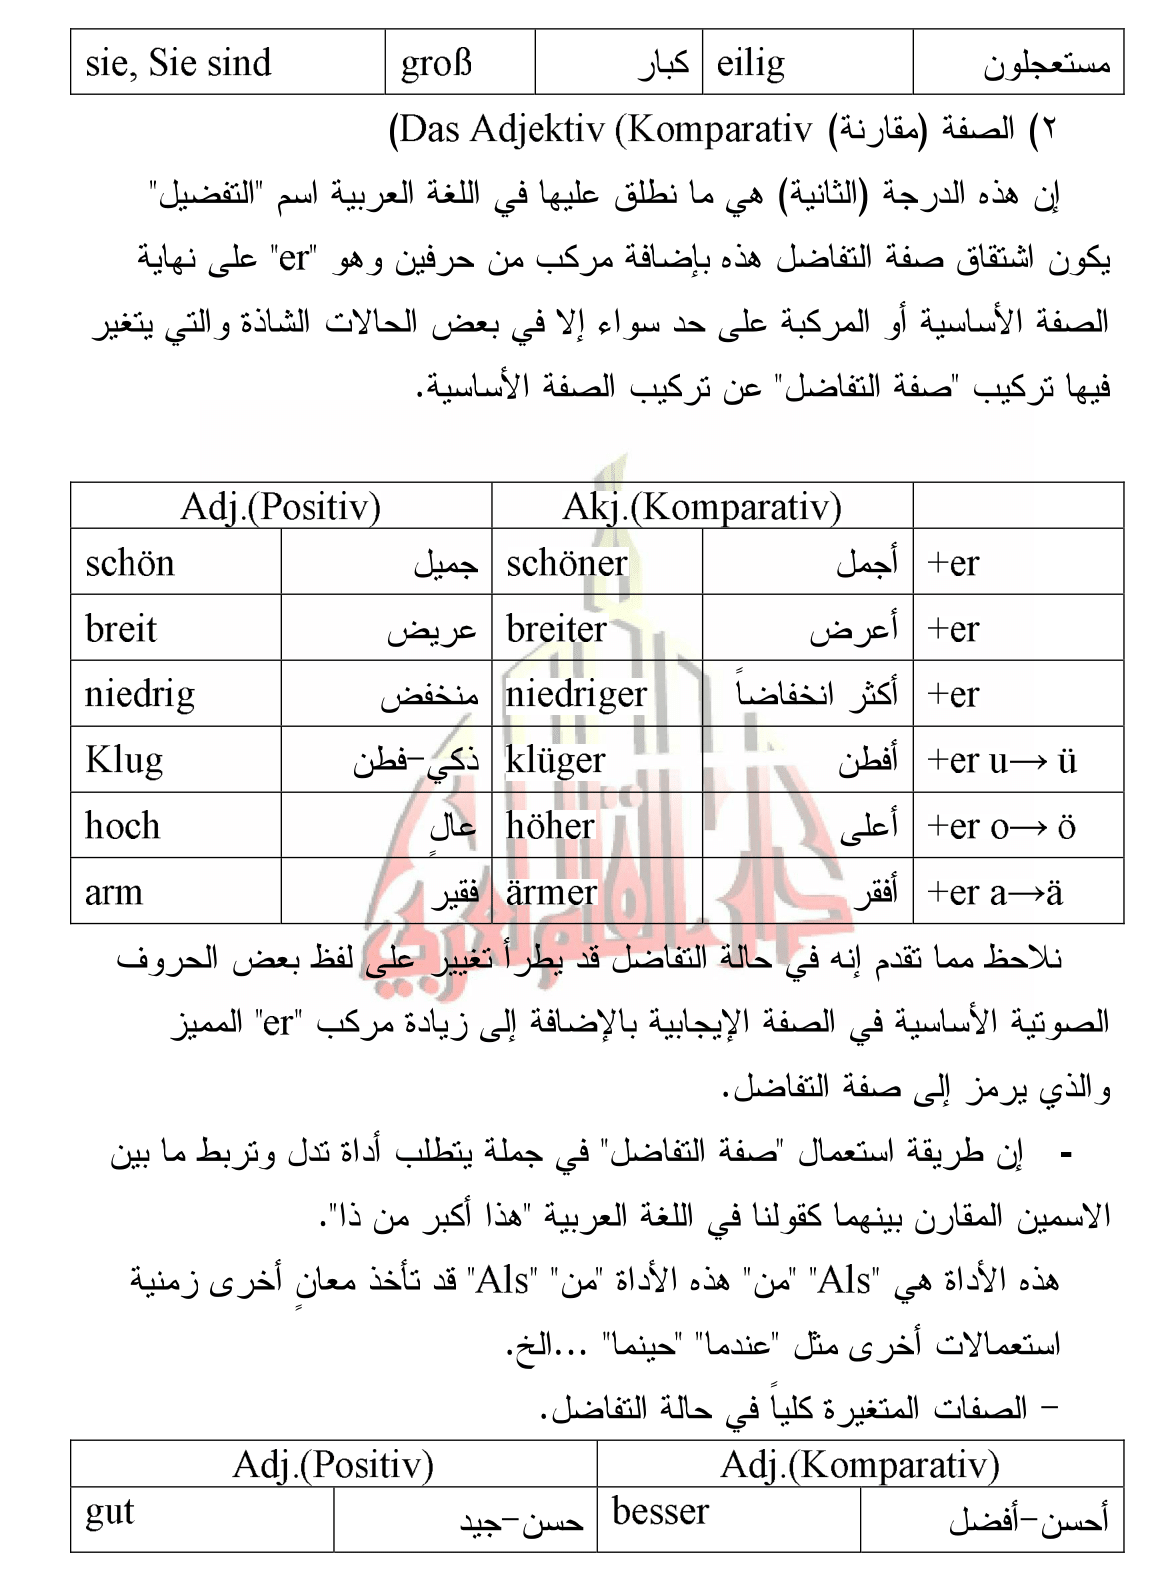 sie, Sie sind groß كبار eilig مستعجلون
٢) الصفة (مقارنة) Das Adjektiv (Komparativ)
إن هذه الدرجة (الثانية) هي ما نطلق عليها في اللغة العربية اسم "التفضيل"
يكون اشتقاق صفة التفاضل هذه بإضافة مركب من حرفين وهو "er" على نهاية
الصفة الأساسية أو المركبة على حد سواء إلا في بعض الحالات الشاذة والتي يتغير
فيها تركيب "صفة التفاضل" عن تركيب الصفة الأساسية.
Adj.(Positiv) Akj.(Komparativ)
schön جميل schöner أجمل +er
breit عريض breiter أعرض +er
niedrig منخفض niedriger أكثر انخفاضاً +er
Klug ذكي-فطن klüger أفطن +er u→ ü
hoch عالٍ höher أعلى +er o→ ö
arm فقير ärmer أفقر +er a→ä
دار القلم العربي
نلاحظ مما تقدم إنه في حالة التفاضل قد يطرأ تغيير على لفظ بعض الحروف
الصوتية الأساسية في الصفة الإيجابية بالإضافة إلى زيادة مركب "er" المميز
والذي يرمز إلى صفة التفاضل.
- إن طريقة استعمال "صفة التفاضل" في جملة يتطلب أداة تدل وتربط ما بين
الاسمين المقارن بينهما كقولنا في اللغة العربية "هذا أكبر من ذا".
هذه الأداة هي "Als" "من" هذه الأداة "من" "Als" قد تأخذ معانٍ أخرى زمنية
استعمالات أخرى مثل "عندما" "حينما" ...الخ.
- الصفات المتغيرة كلياً في حالة التفاضل.
Adj.(Positiv) Adj.(Komparativ)
gut حسن-جيد besser أحسن-أفضل